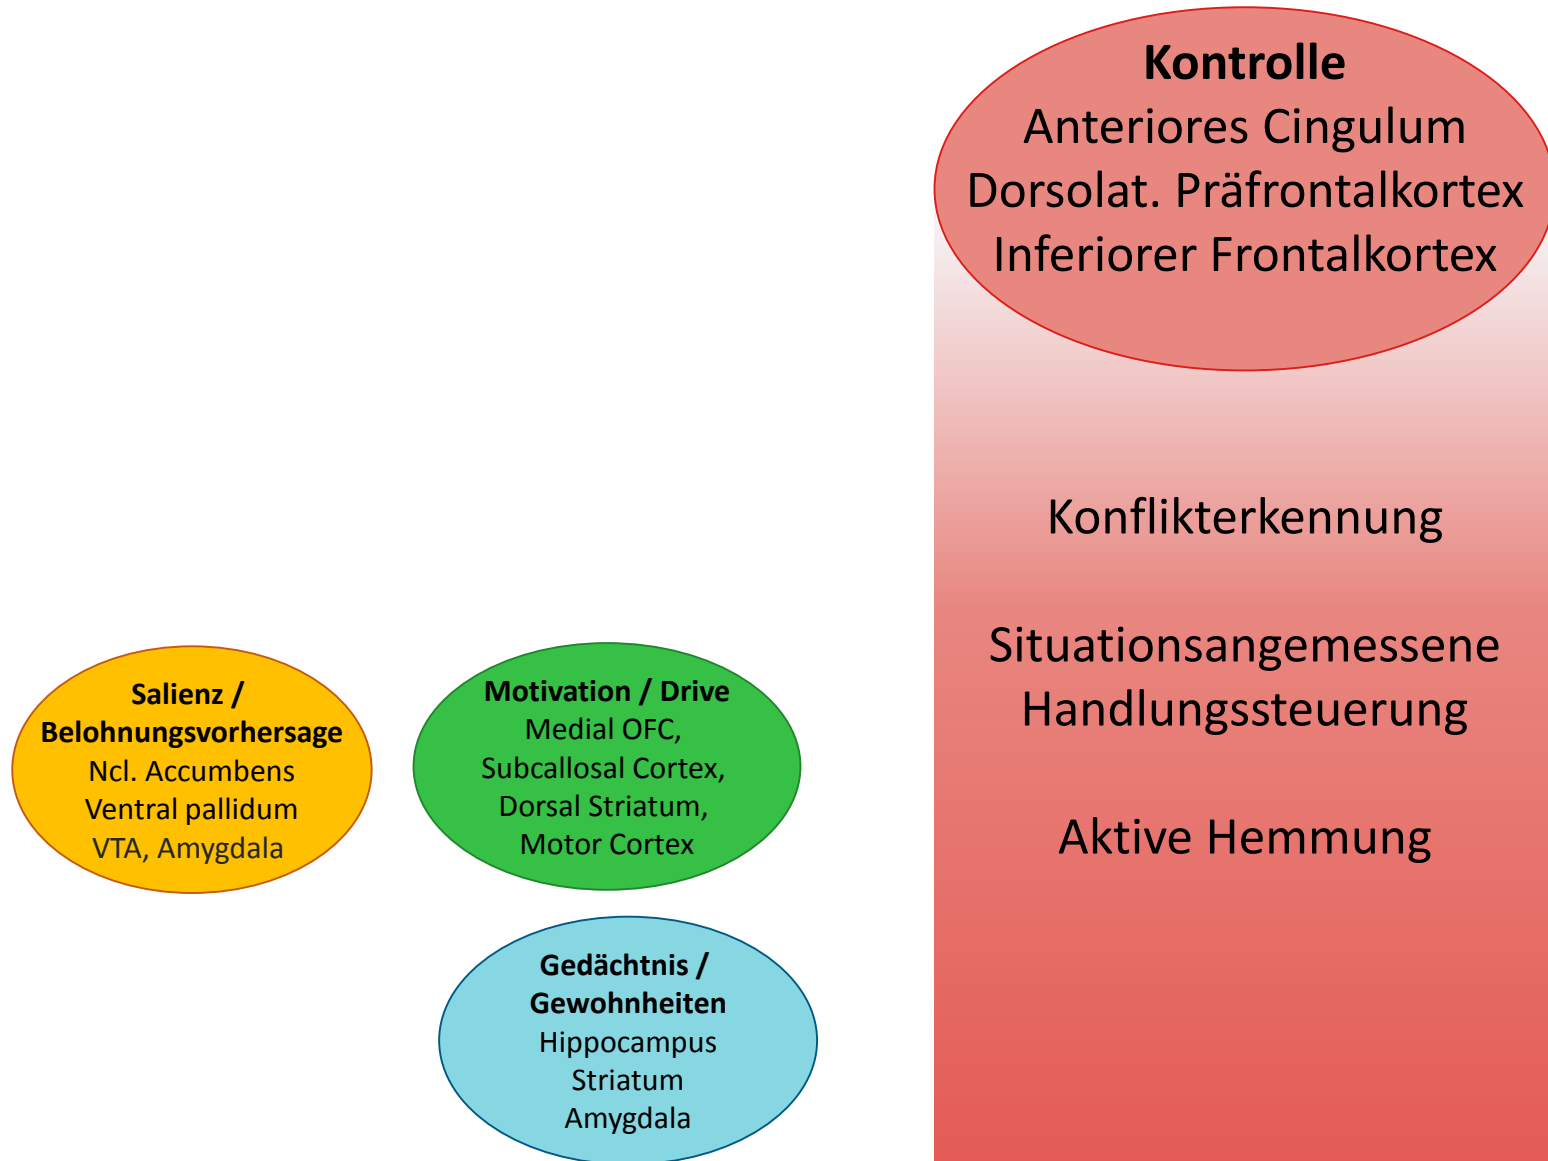 Kontrolle
Anteriores Cingulum
Dorsolat. Präfrontalkortex
Inferiorer Frontalkortex
Konflikterkennung
Situationsangemessene
Handlungssteuerung
Aktive Hemmung
Salienz /
Belohnungsvorhersage
Ncl. Accumbens
Ventral pallidum
VTA, Amygdala
Motivation / Drive
Medial OFC,
Subcallosal Cortex,
Dorsal Striatum,
Motor Cortex
Gedächtnis /
Gewohnheiten
Hippocampus
Striatum
Amygdala